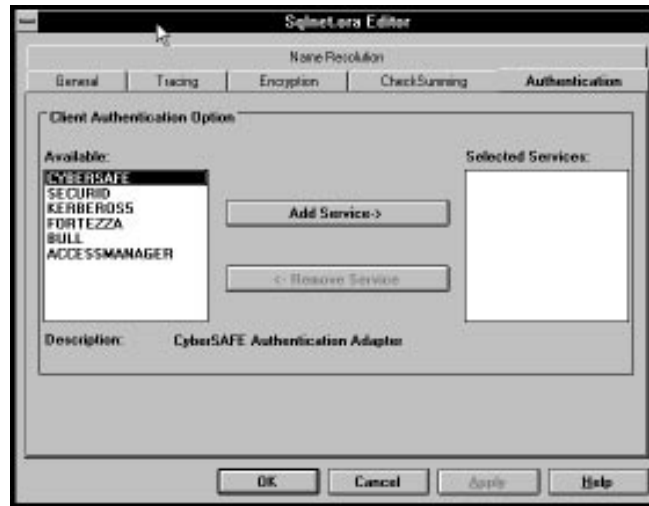 Sqlnet.ora Editor
Name Resolution
General Tracing Encryption CheckSumming Authentication
Client Authentication Option
Available:
Selected Services:
CYBERSAFE
SECURID
KERBEROS5
FORTEZZA
BULL
ACCESSMANAGER
Add Service->
<- Remove Service
Description: CyberSAFE Authentication Adapter
OK Cancel Apply Help